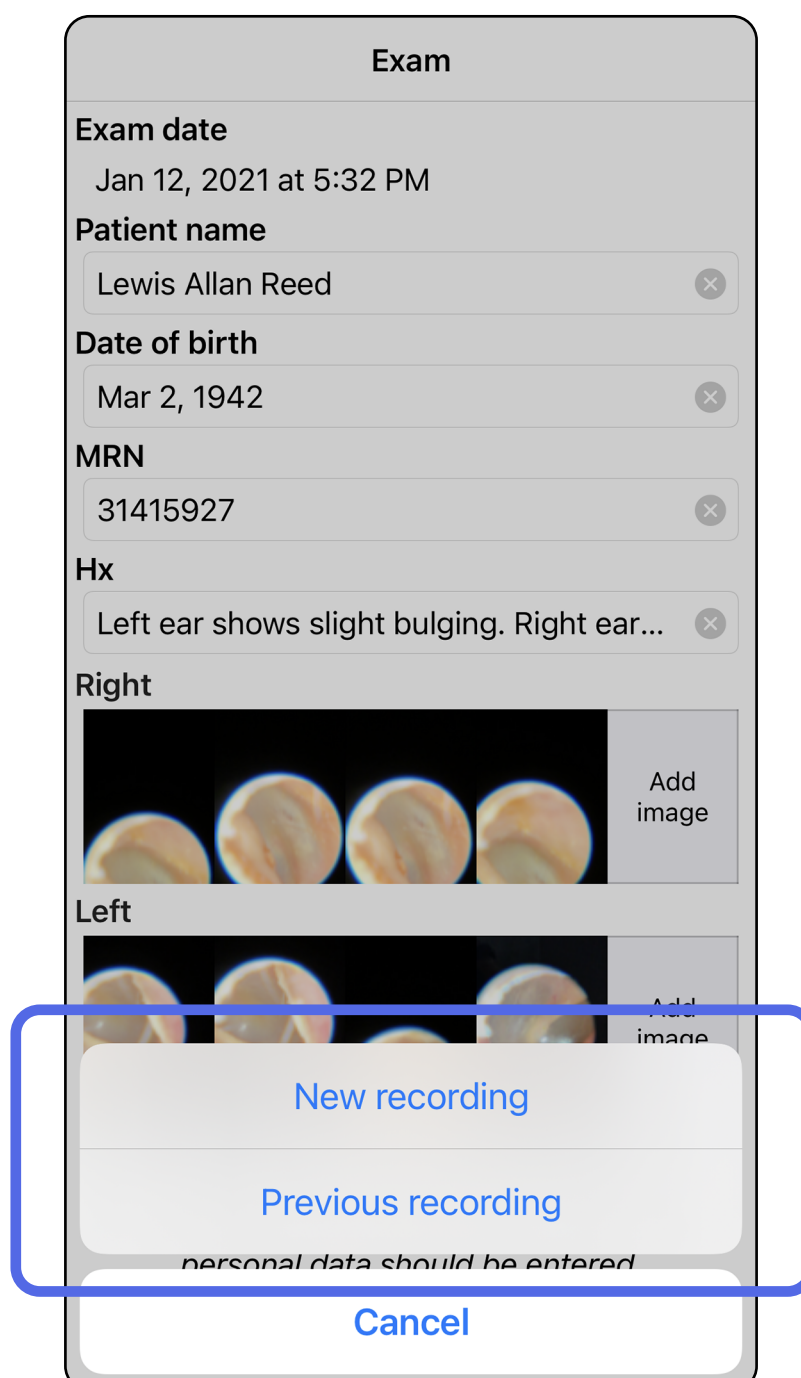 Exam
Exam date
Jan 12, 2021 at 5:32 PM
Patient name
Lewis Allan Reed
Date of birth
Mar 2, 1942
MRN
31415927
Hx
Left ear shows slight bulging. Right ear...
Right
Add
image
Left
Add
image
New recording
Previous recording
personal data should be entered
Cancel